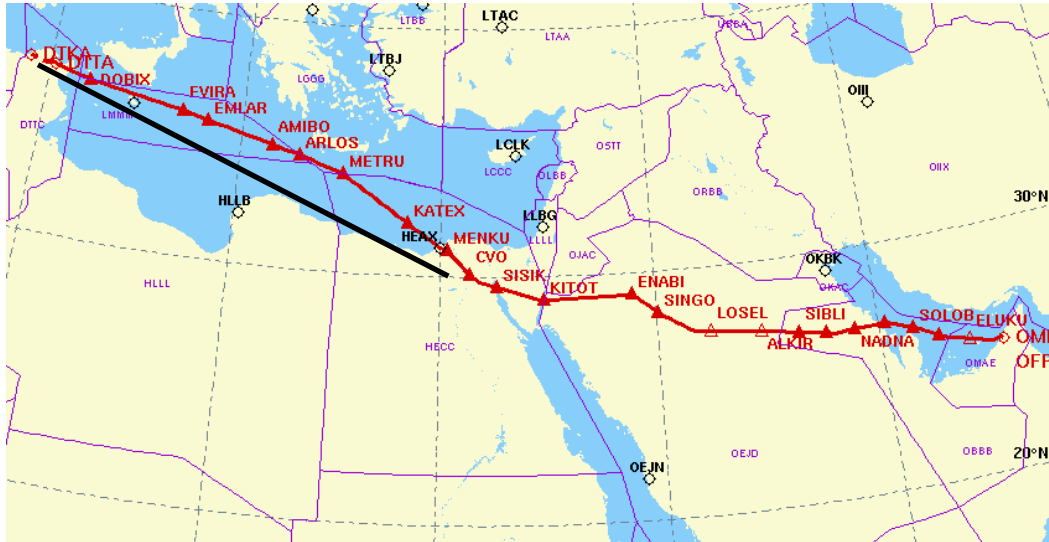 LTAC
LTBB
LTAA
UBBA
DTKA
DTTA
DOBIX
LTBJ
LGGG
OIII
EVIRA
EMLAR
LMMM
DTTC
AMIBO
ARLOS
METRU
LCLK
LCCC
OLBB
OSTT
OIIX
ORBB
30°N
HLLB
KATEX
HEAX
MENKU
LLBG
LLLL
CVO
OJAC
SISIK
KITOT
OKBK
OKAC
ENABI
SINGO
HLLL
LOSEL
SIBLI
SOLOB
ELUKU
ALKIR
NADNA
HECC
OMAE
OFF
OEJD
OBBB
20°N
OEJN